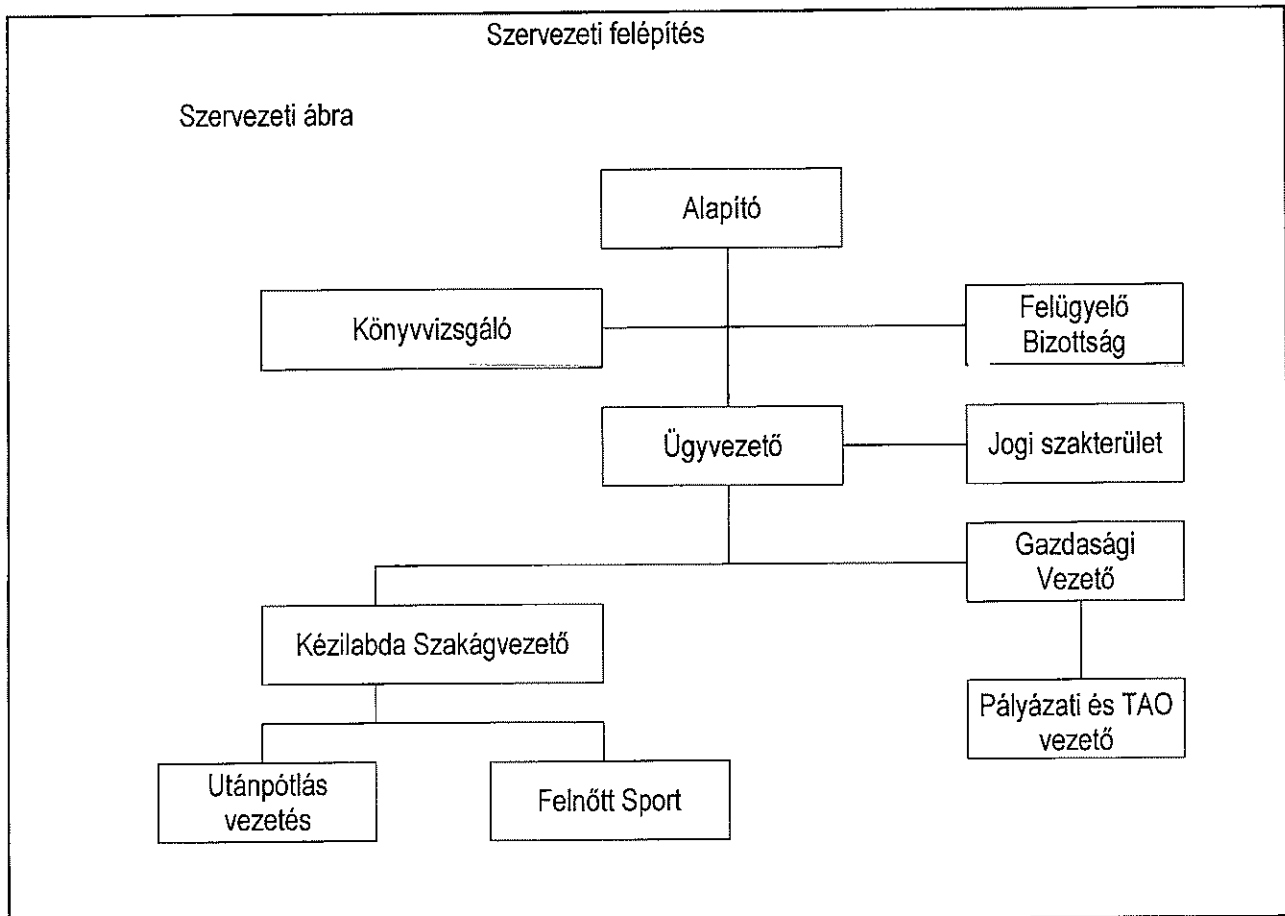 Szervezeti felépítés
Szervezeti ábra
Alapító
Könyvvizsgáló
Felügyelő
Bizottság
Ügyvezető
Jogi szakterület
Gazdasági
Vezető
Kézilabda Szakágvezető
Pályázati és TAO
vezető
Utánpótlás
vezetés
Felnőtt Sport